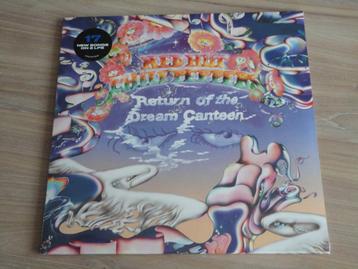 17
NEW SONGS
ON 2 LPS
RED HOT
CHILI PEPPERS
Return of the
Dream Canteen